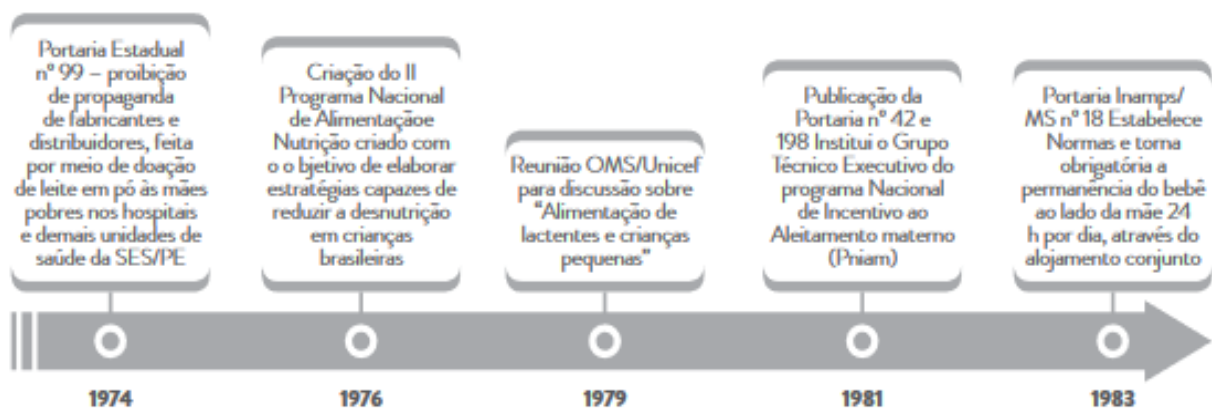 Portaria Estadual
nº 99 – proibição
de propaganda
de fabricantes e
distribuidores, feita
por meio de doação
de leite em pó às mães
pobres nos hospitais
e demais unidades de
saúde da SES/PE
Criação do II
Programa Nacional
de Alimentaçãoe
Nutrição criado com
o o bjetivo de elaborar
estratégias capazes de
reduzir a desnutrição
em crianças
brasileiras
Reunião OMS/Unicef
para discussão sobre
"Alimentação de
lactentes e crianças
pequenas"
Publicação da
Portaria nº 42 e
198 Institui o Grupo
Técnico Executivo do
programa Nacional
de Incentivo ao
Aleitamento materno
(Pniam)
Portaria Inamps/
MS nº 18 Estabelece
Normas e torna
obrigatória a
permanência do bebê
ao lado da mãe 24
h por dia, através do
alojamento conjunto
1974
1976
1979
1981
1983